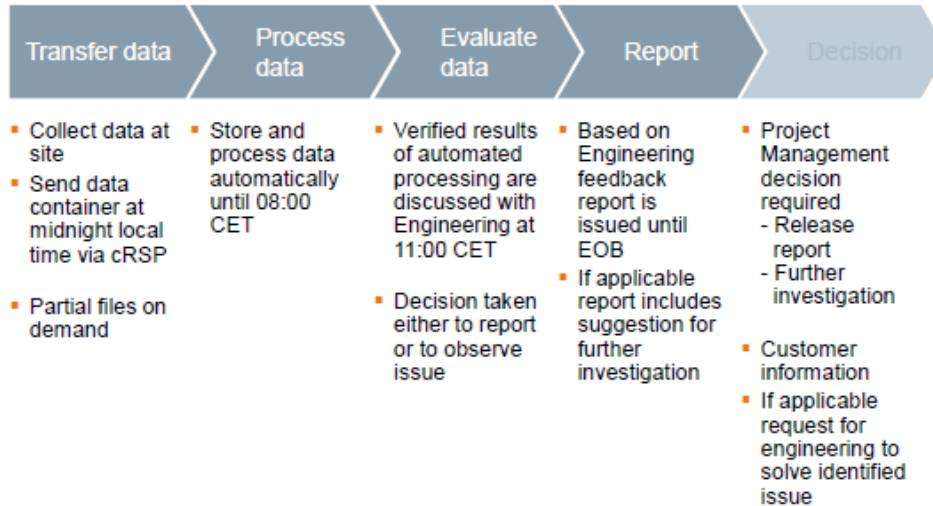 Transfer data
Process
data
Evaluate
data
Report
Decision
Collect data at
site
Send data
container at
midnight local
time via cRSP
Partial files on
demand
Store and
process data
automatically
until 08:00
CET
Verified results
of automated
processing are
discussed with
Engineering at
11:00 CET
Decision taken
either to report
or to observe
issue
Based on
Engineering
feedback
report is
issued until
EOB
If applicable
report includes
suggestion for
further
investigation
Project
Management
decision
required
- Release
report
- Further
investigation
Customer
information
If applicable
request for
engineering to
solve identified
issue